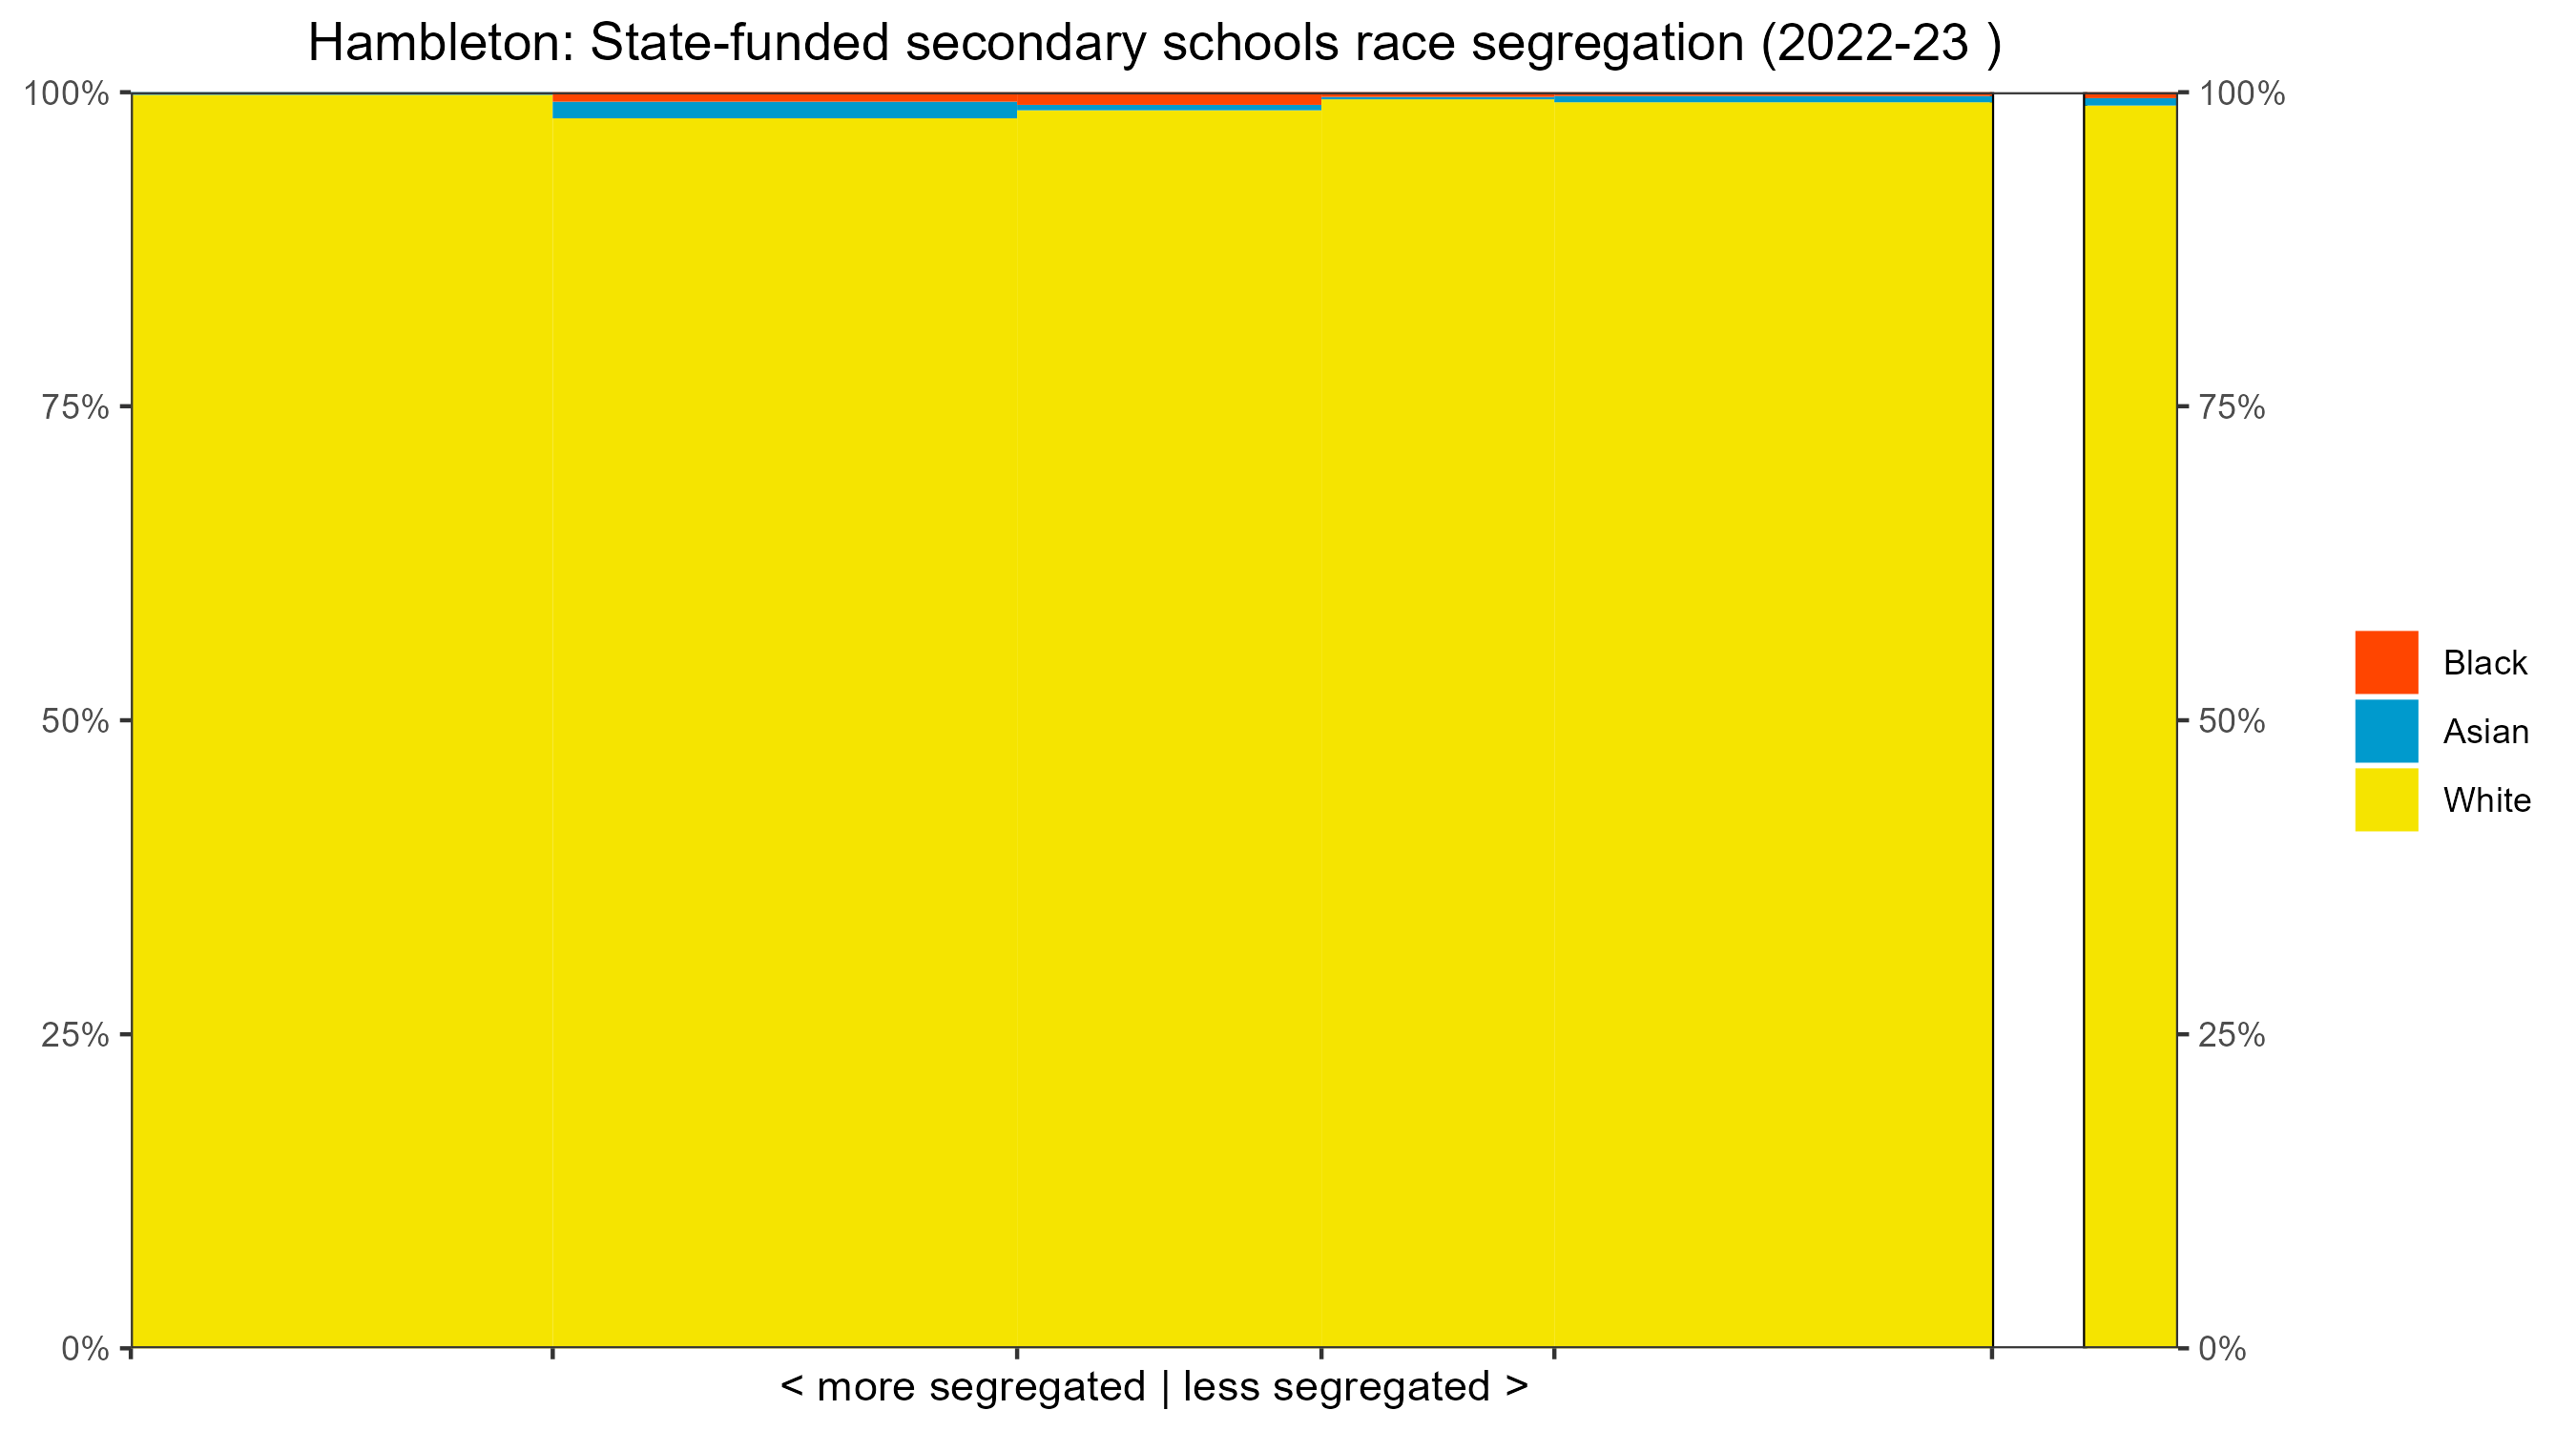 Hambleton: State-funded secondary schools race segregation (2022-23 )
100%
75%
50%
25%
0%
100%
75%
50%
25%
0%
Black
Asian
White
< more segregated | less segregated >